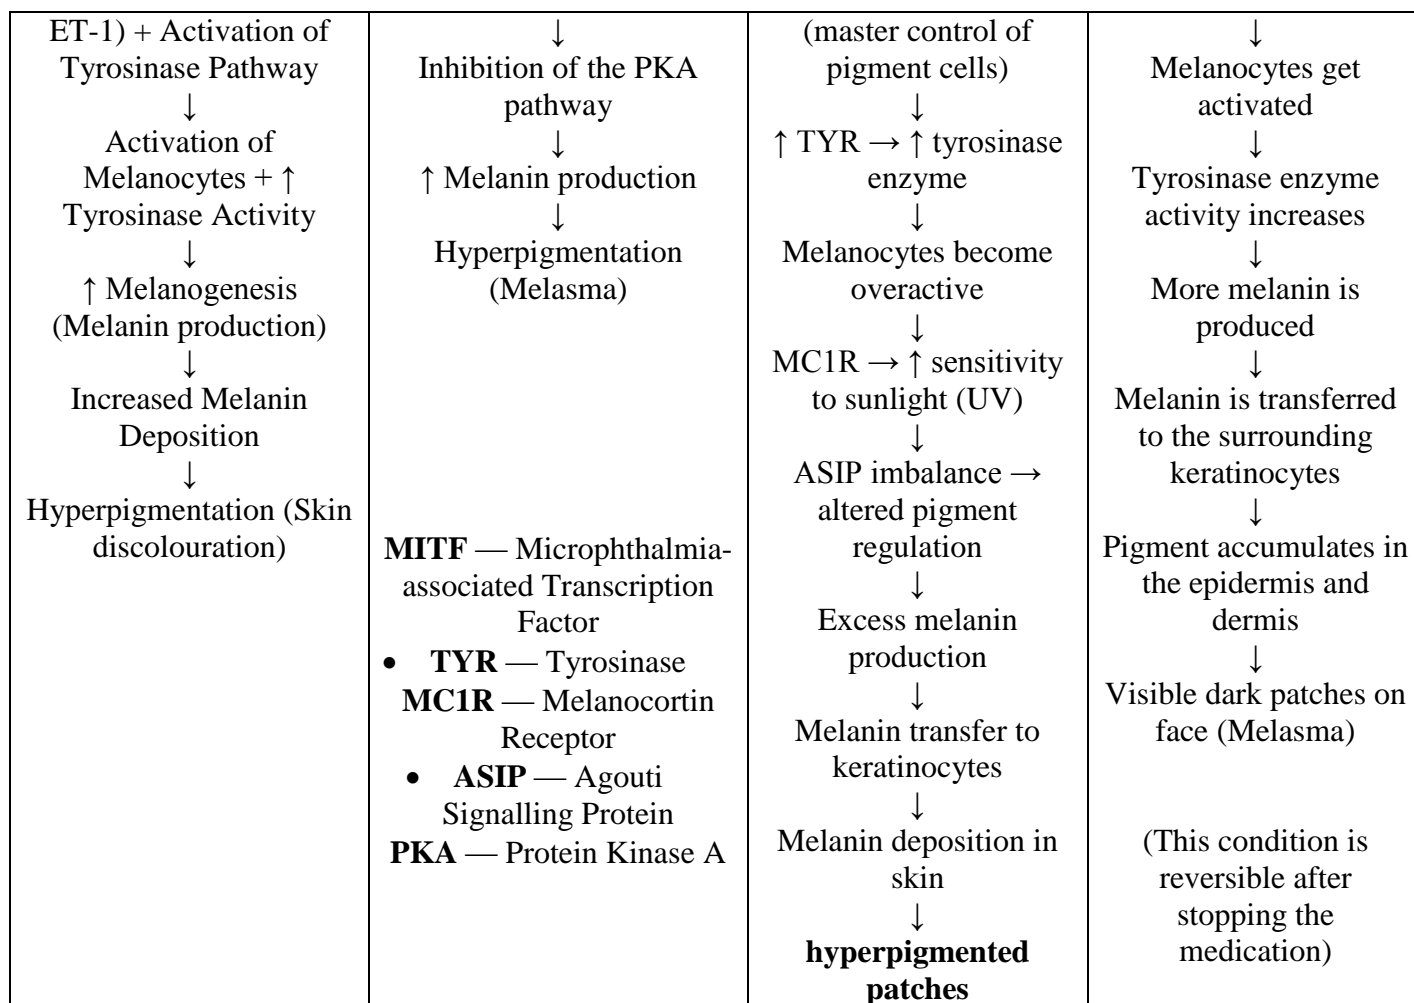 ET-1) + Activation of
Tyrosinase Pathway
↓
Activation of
Melanocytes + ↑
Tyrosinase Activity
↓
↑ Melanogenesis
(Melanin production)
↓
Increased Melanin
Deposition
↓
Hyperpigmentation (Skin
discolouration)
↓
Inhibition of the PKA
pathway
↓
↑ Melanin production
↓
Hyperpigmentation
(Melasma)
MITF — Microphthalmia-
associated Transcription
Factor
• TYR — Tyrosinase
MC1R — Melanocortin
Receptor
• ASIP — Agouti
Signalling Protein
PKA — Protein Kinase A
(master control of
pigment cells)
↓
↑ TYR → ↑ tyrosinase
enzyme
↓
Melanocytes become
overactive
↓
MC1R → ↑ sensitivity
to sunlight (UV)
↓
ASIP imbalance →
altered pigment
regulation
↓
Excess melanin
production
↓
Melanin transfer to
keratinocytes
↓
Melanin deposition in
skin
↓
hyperpigmented
patches
↓
Melanocytes get
activated
↓
Tyrosinase enzyme
activity increases
↓
More melanin is
produced
↓
Melanin is transferred
to the surrounding
keratinocytes
↓
Pigment accumulates in
the epidermis and
dermis
↓
Visible dark patches on
face (Melasma)
(This condition is
reversible after
stopping the
medication)